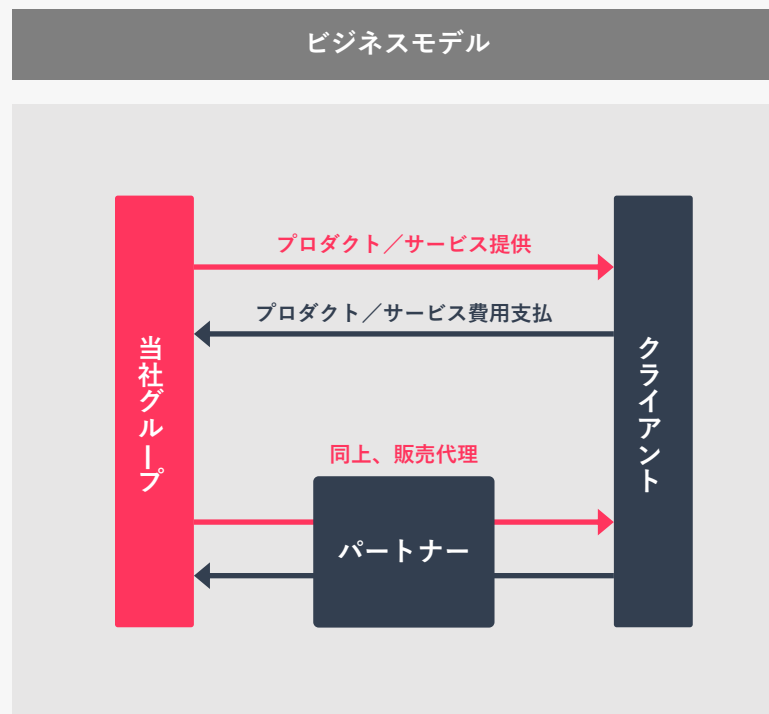 ビジネスモデル
プロダクト／サービス提供
プロダクト／サービス費用支払
当社グループ
クライアント
同上、販売代理
パートナー